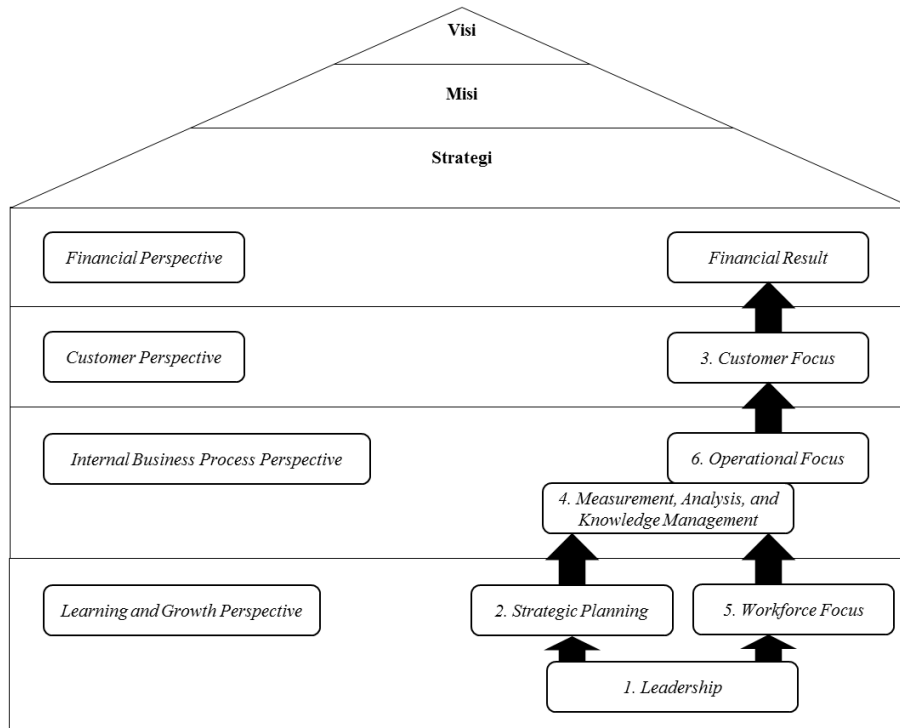 Visi
Misi
Strategi
Financial Perspective
Financial Result
Customer Perspective
3. Customer Focus
Internal Business Process Perspective
6. Operational Focus
4. Measurement, Analysis, and
Knowledge Management
Learning and Growth Perspective
2. Strategic Planning
5. Workforce Focus
1. Leadership